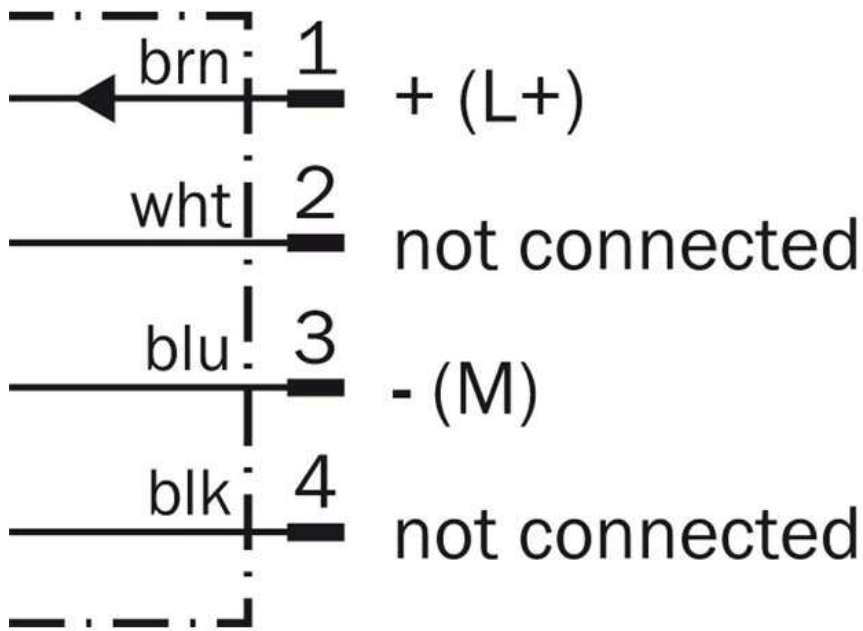 brn 1 + (L+)
wht 2 not connected
blu 3 - (M)
blk 4 not connected